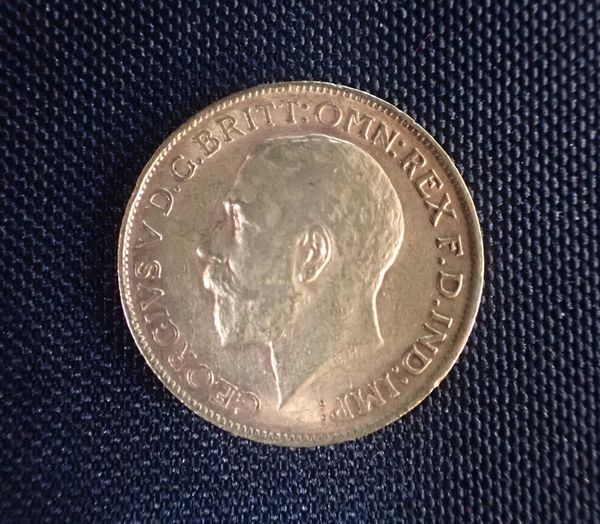 GEORGIVS V D.G.BRITT:OMN:REX F.D.IND:IMP: